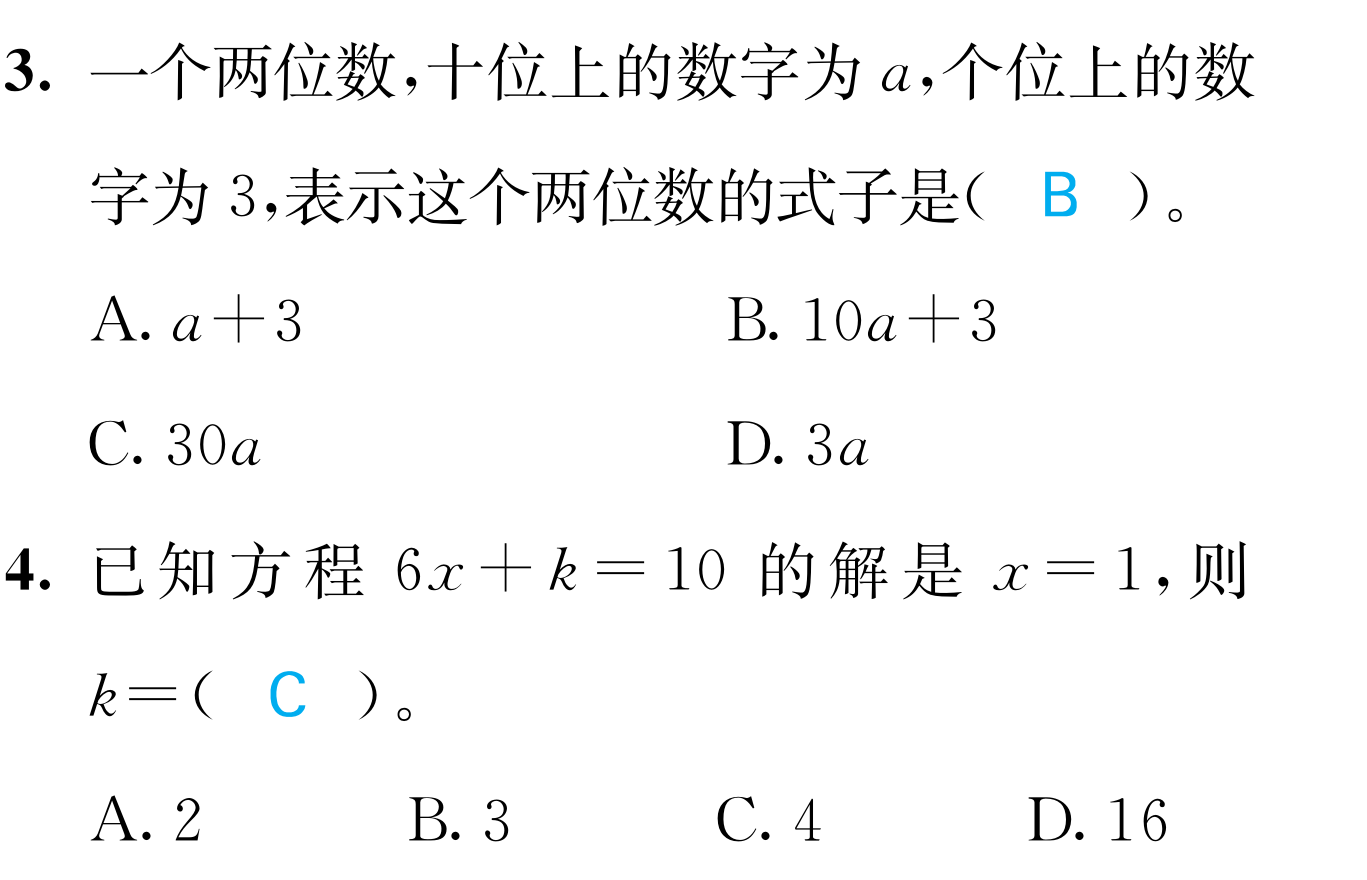 3. 一个两位数,十位上的数字为 a,个位上的数
字为 3,表示这个两位数的式子是( B )。
A. a+3 B. 10a+3
C. 30a D. 3a
4. 已知方程 6x+k=10 的解是 x=1,则
k=( C )。
A. 2 B. 3 C. 4 D. 16